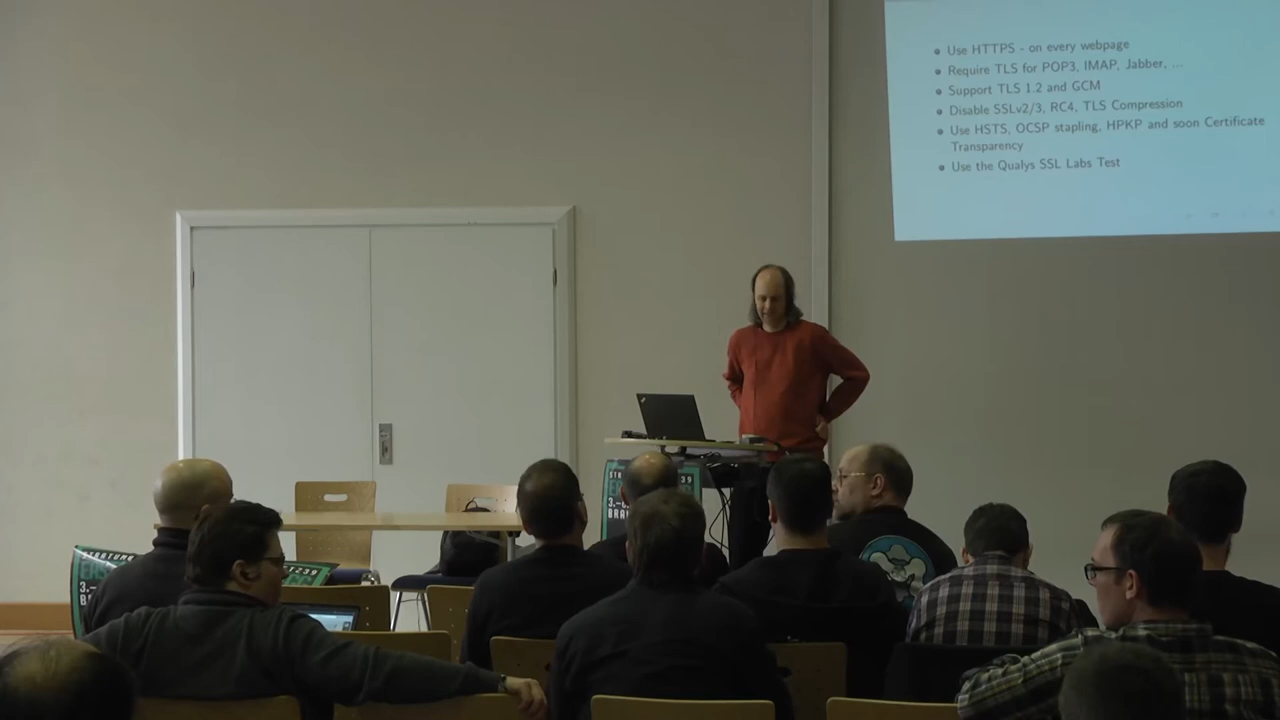 Use HTTPS - on every webpage
Require TLS for POP3, IMAP, Jabber, ...
Support TLS 1.2 and GCM
Disable SSLv2/3, RC4, TLS Compression
Use HSTS, OCSP stapling, HPKP and soon Certificate
Transparency
Use the Qualys SSL Labs Test